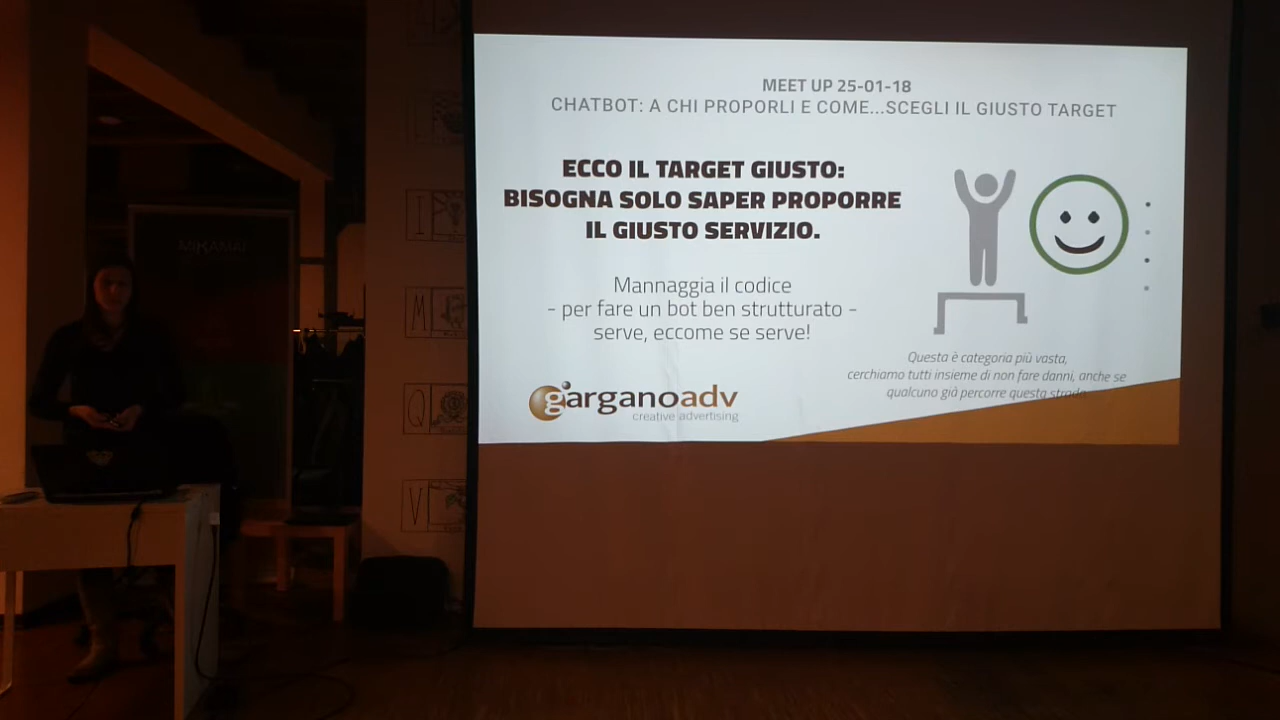 MEET UP 25-01-18
CHATBOT: A CHI PROPORLI E COME...SCEGLI IL GIUSTO TARGET
ECCO IL TARGET GIUSTO:
BISOGNA SOLO SAPER PROPORRE
IL GIUSTO SERVIZIO.
Mannaggia il codice
- per fare un bot ben strutturato -
serve, eccome se serve!
Questa è categoria più vasta,
cerchiamo tutti insieme di non fare danni, anche se
qualcuno già percorre questa strada.
garganoadv
creative advertising
MIKAMAI
I
M
Q
V